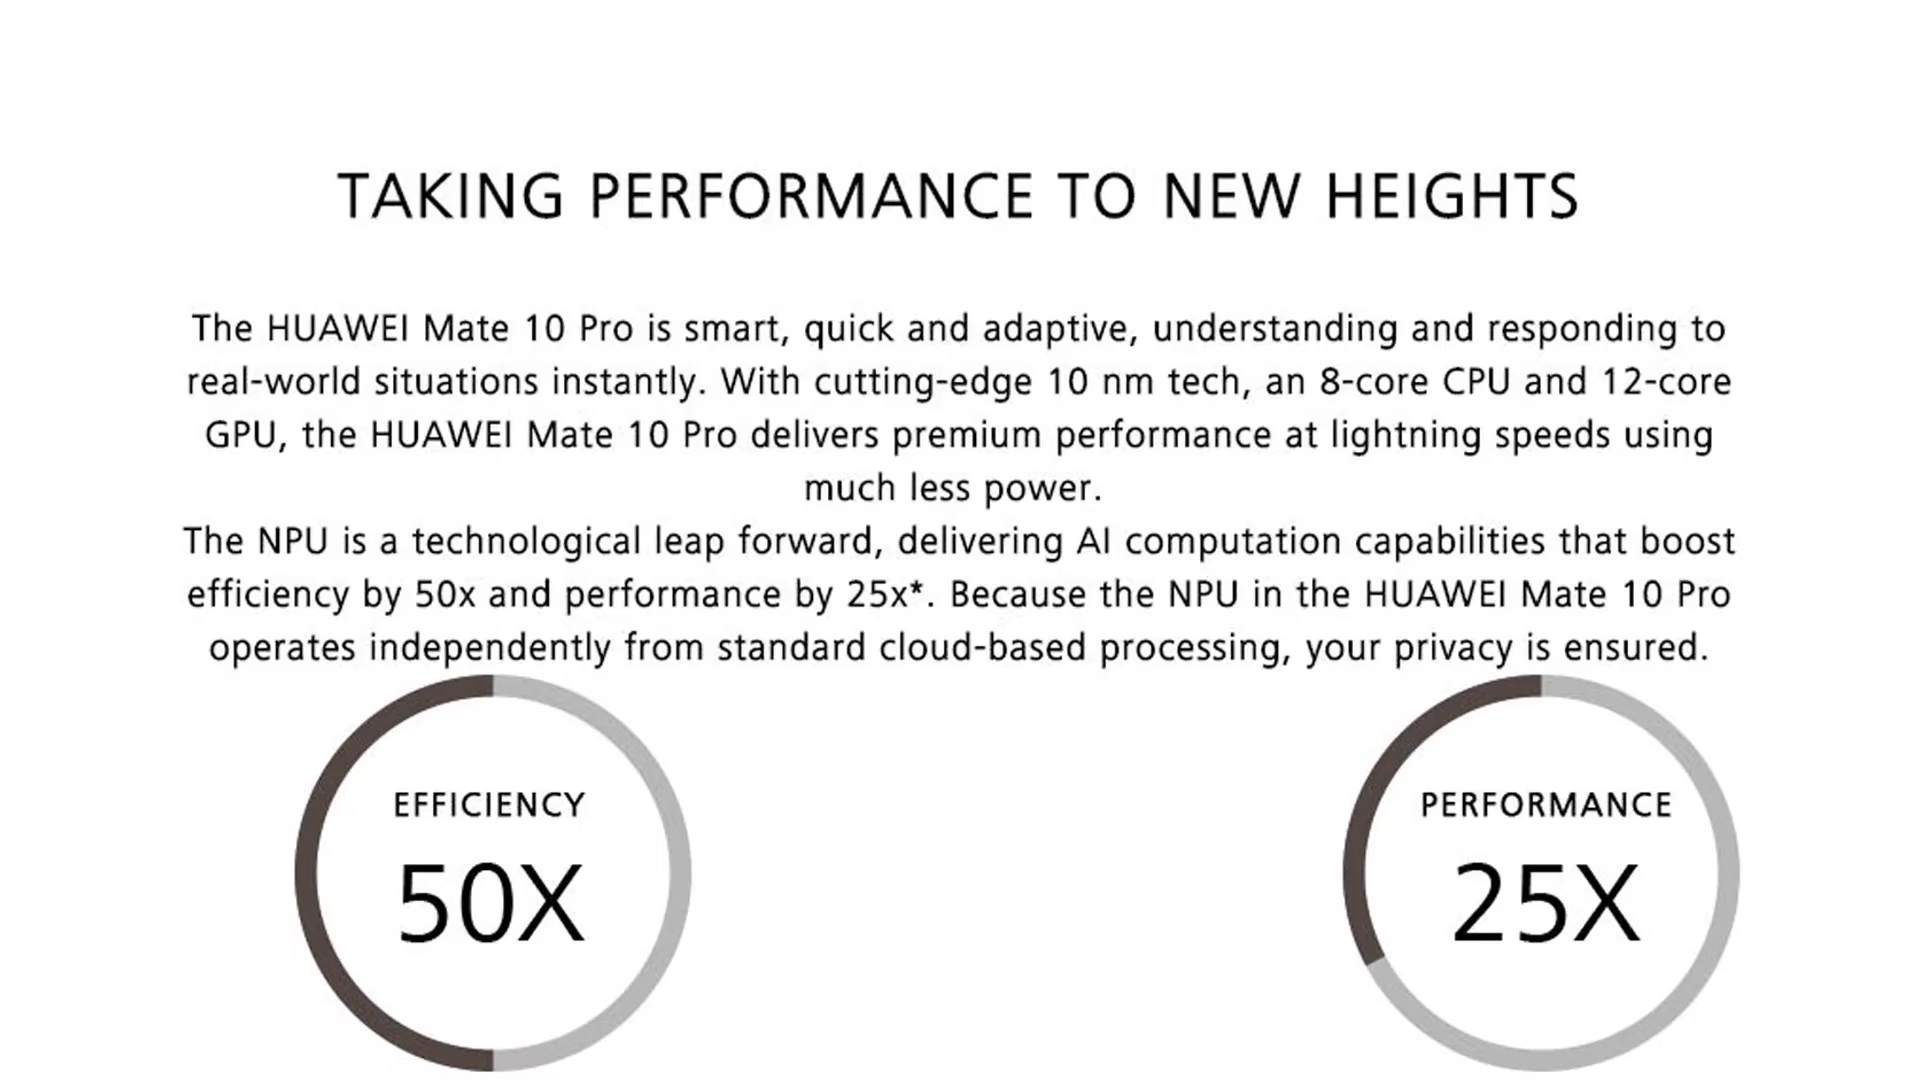 TAKING PERFORMANCE TO NEW HEIGHTS
The HUAWEI Mate 10 Pro is smart, quick and adaptive, understanding and responding to
real-world situations instantly. With cutting-edge 10 nm tech, an 8-core CPU and 12-core
GPU, the HUAWEI Mate 10 Pro delivers premium performance at lightning speeds using
much less power.
The NPU is a technological leap forward, delivering AI computation capabilities that boost
efficiency by 50x and performance by 25x*. Because the NPU in the HUAWEI Mate 10 Pro
operates independently from standard cloud-based processing, your privacy is ensured.
EFFICIENCY
50X
PERFORMANCE
25X